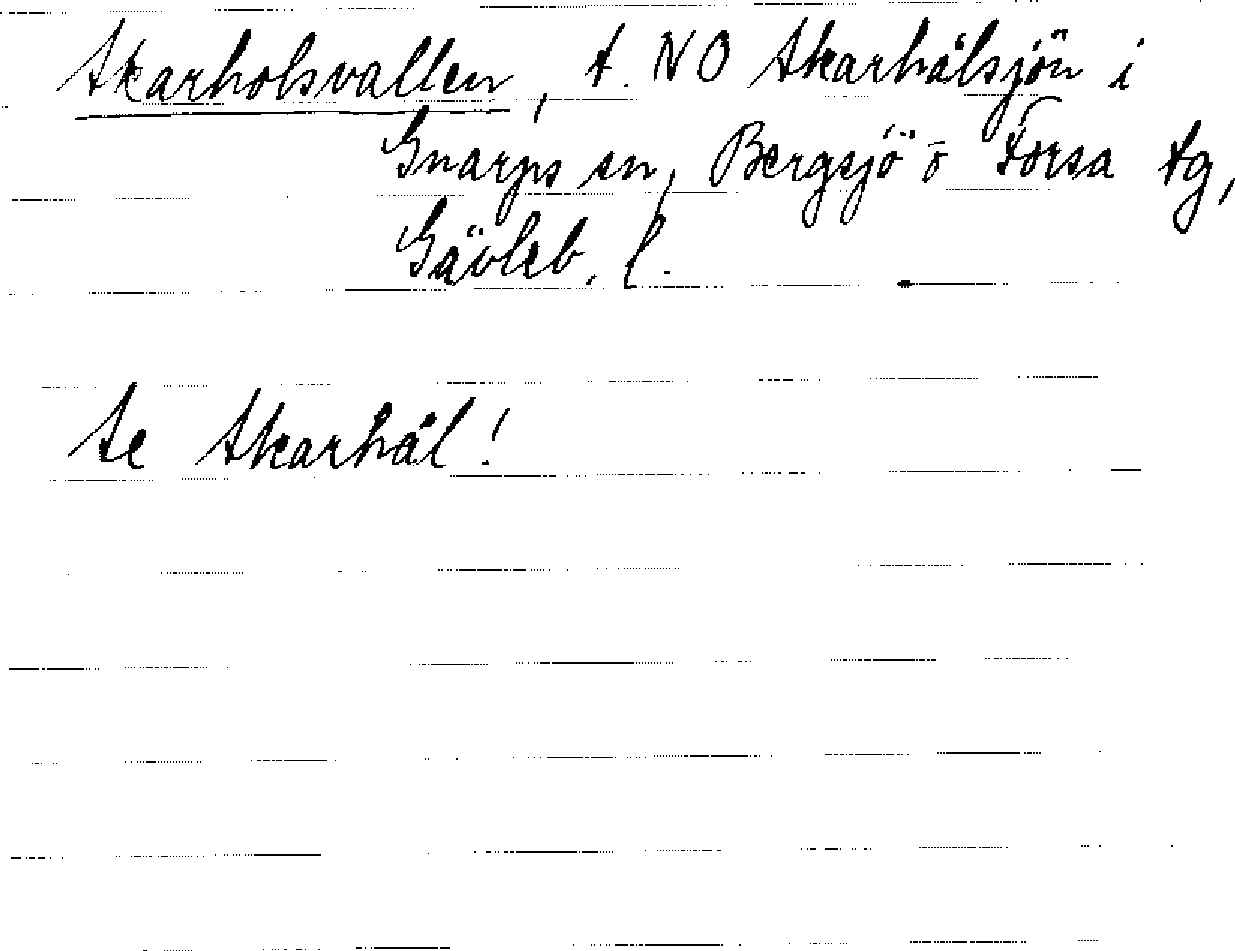 Skarholsvallen, f. NO Skarhålsjön i
Gnarps sn, Bergsjö o Forsa tg,
Gävleb. l.
Se Skarhål!